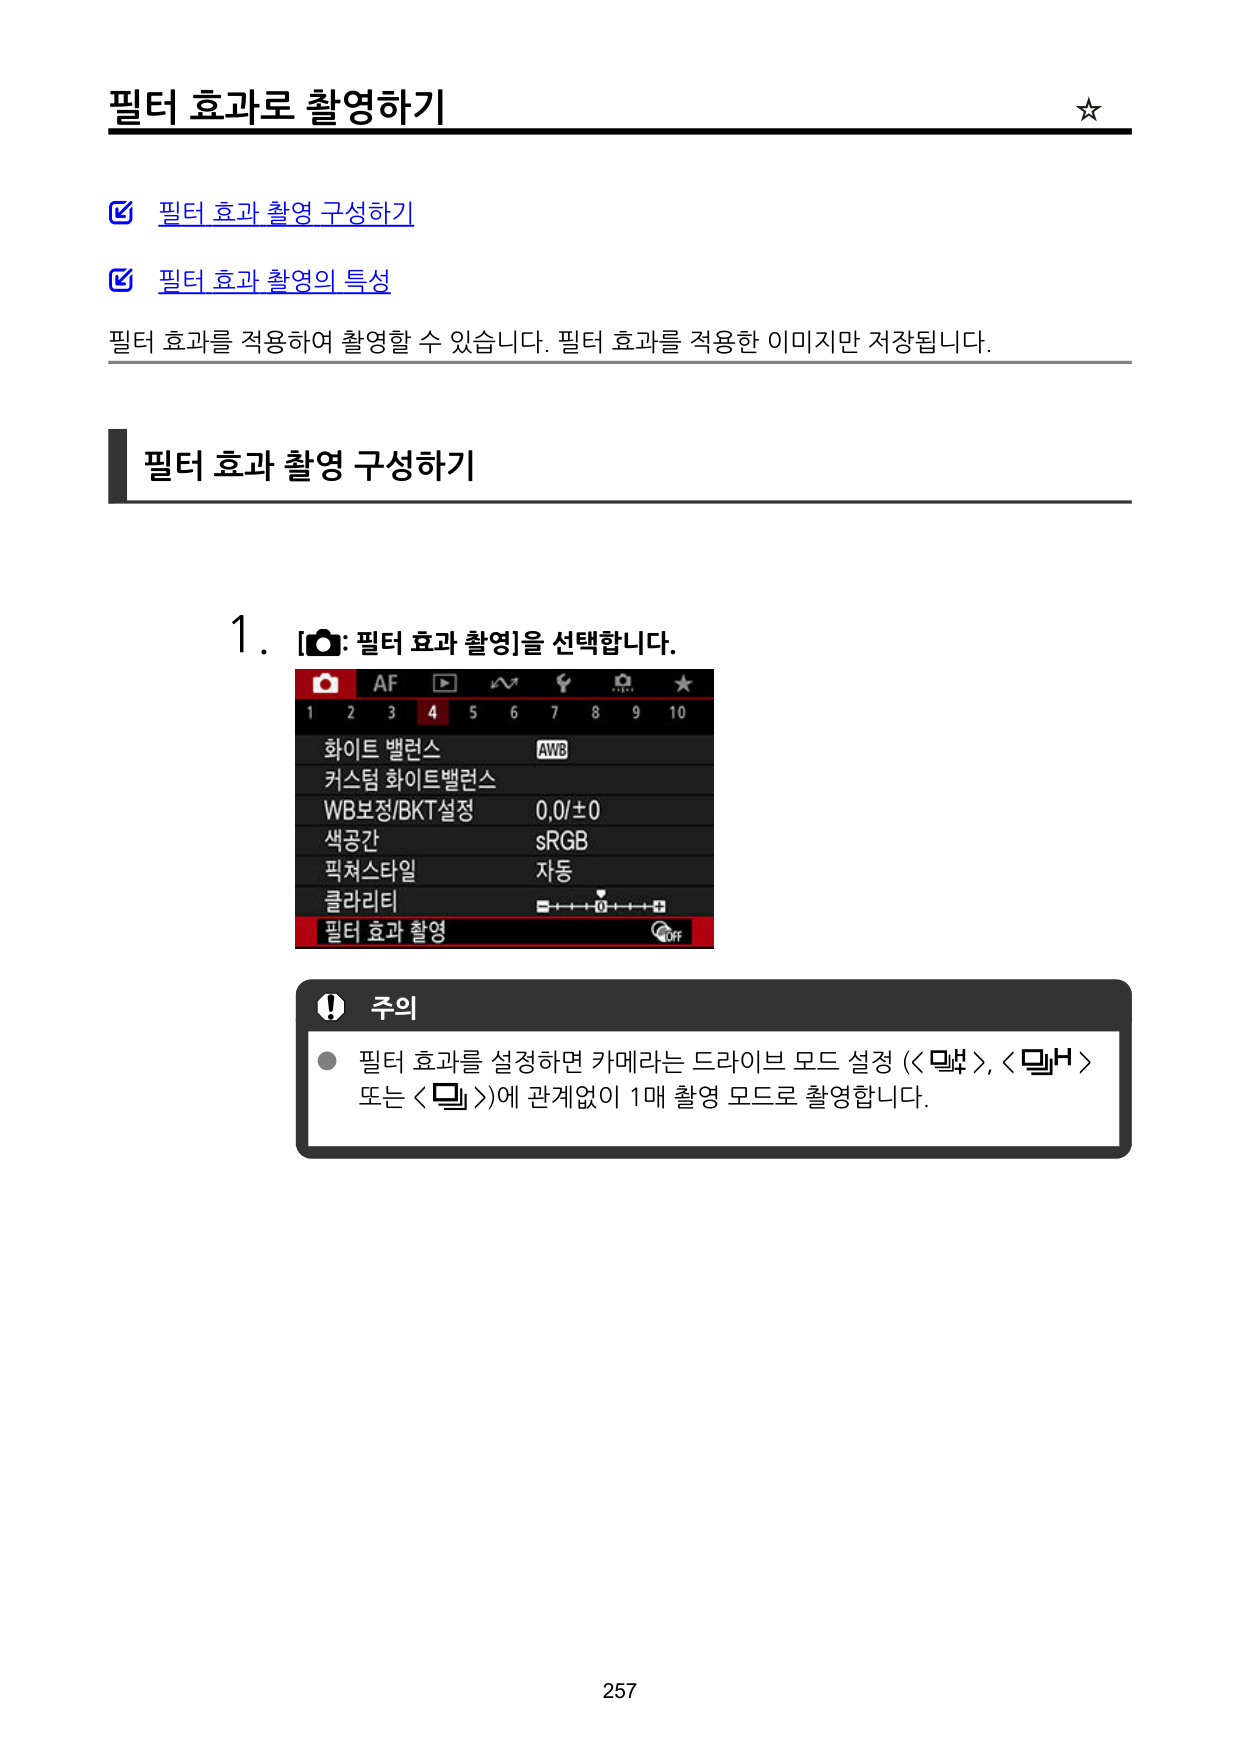 필터 효과로 촬영하기 ☆
필터 효과 촬영 구성하기
필터 효과 촬영의 특성
필터 효과를 적용하여 촬영할 수 있습니다. 필터 효과를 적용한 이미지만 저장됩니다.
필터 효과 촬영 구성하기
1. [: 필터 효과 촬영]을 선택합니다.
AF
1 2 3 4 5 6 7 8 9 10
화이트 밸런스 AWB
커스텀 화이트밸런스
WB보정/BKT설정 0,0/±0
색공간 sRGB
픽쳐스타일 자동
클라리티 0
필터 효과 촬영 OFF
주의
필터 효과를 설정하면 카메라는 드라이브 모드 설정 (< H+ >, < H >
또는 < >)에 관계없이 1매 촬영 모드로 촬영합니다.
257